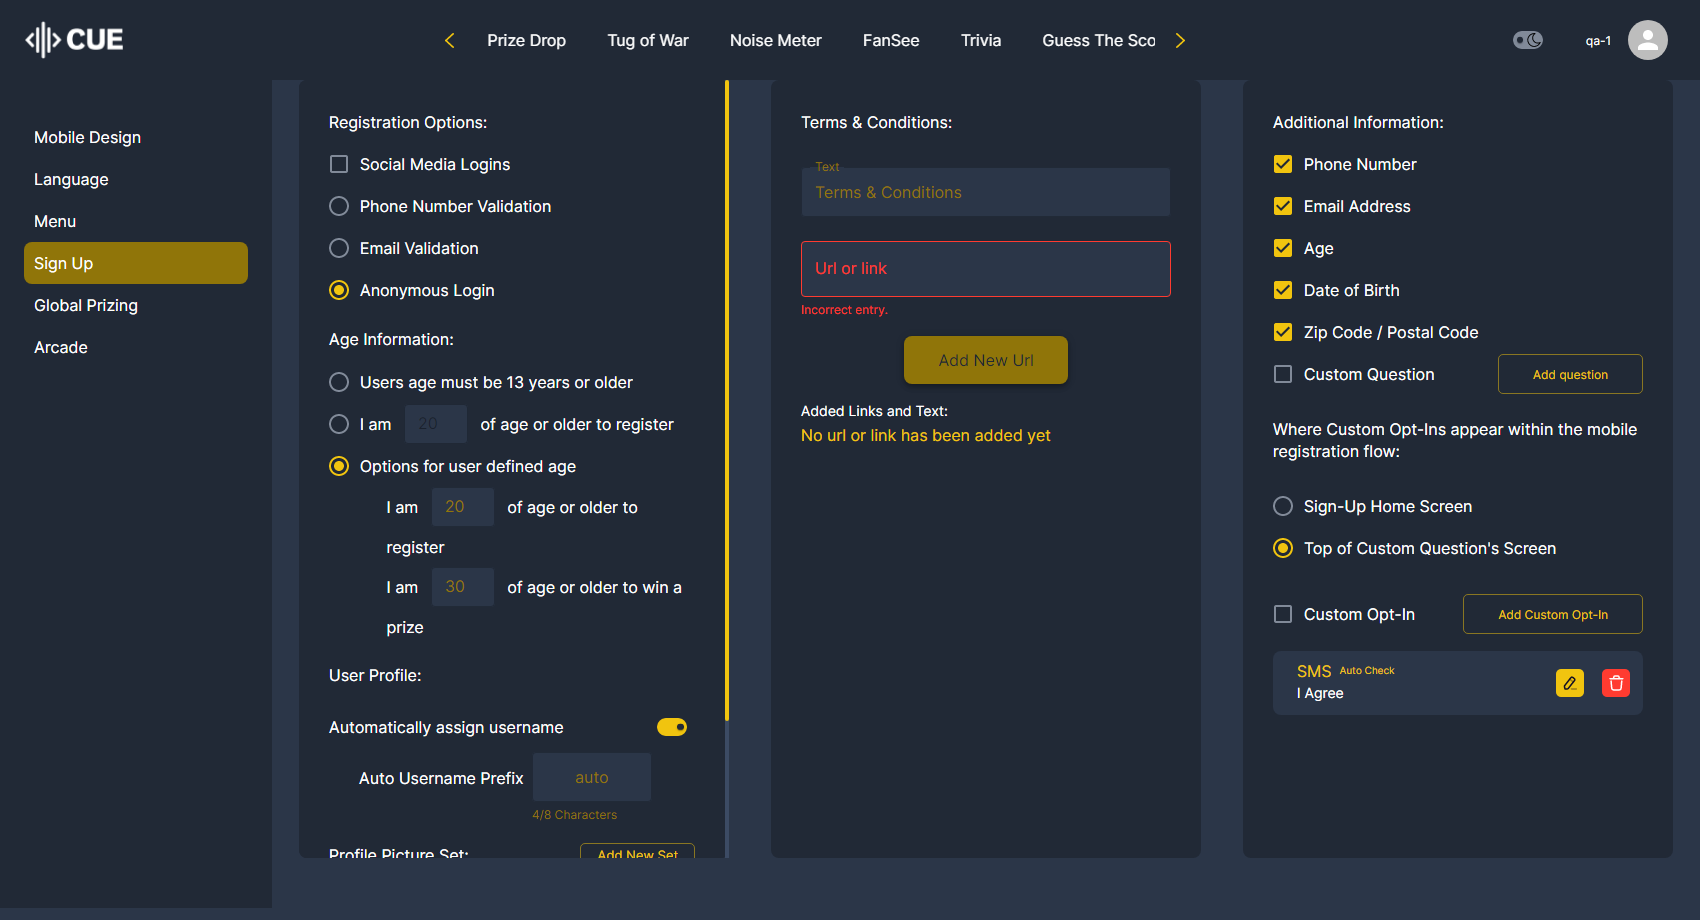 CUE
Prize Drop
Tug of War
Noise Meter
FanSee
Trivia
Guess The Sco
qa-1
Mobile Design
Language
Menu
Sign Up
Global Prizing
Arcade
Registration Options:
Social Media Logins
Phone Number Validation
Email Validation
Anonymous Login
Age Information:
Users age must be 13 years or older
I am 20 of age or older to register
Options for user defined age
I am 20 of age or older to
register
I am 30 of age or older to win a
prize
User Profile:
Automatically assign username
Auto Username Prefix auto
4/8 Characters
Profile Picture Set: Add New Set
Terms & Conditions:
Text
Terms & Conditions
Url or link
Incorrect entry.
Add New Url
Added Links and Text:
No url or link has been added yet
Additional Information:
Phone Number
Email Address
Age
Date of Birth
Zip Code / Postal Code
Custom Question Add question
Where Custom Opt-Ins appear within the mobile
registration flow:
Sign-Up Home Screen
Top of Custom Question's Screen
Custom Opt-In Add Custom Opt-In
SMS Auto Check
I Agree